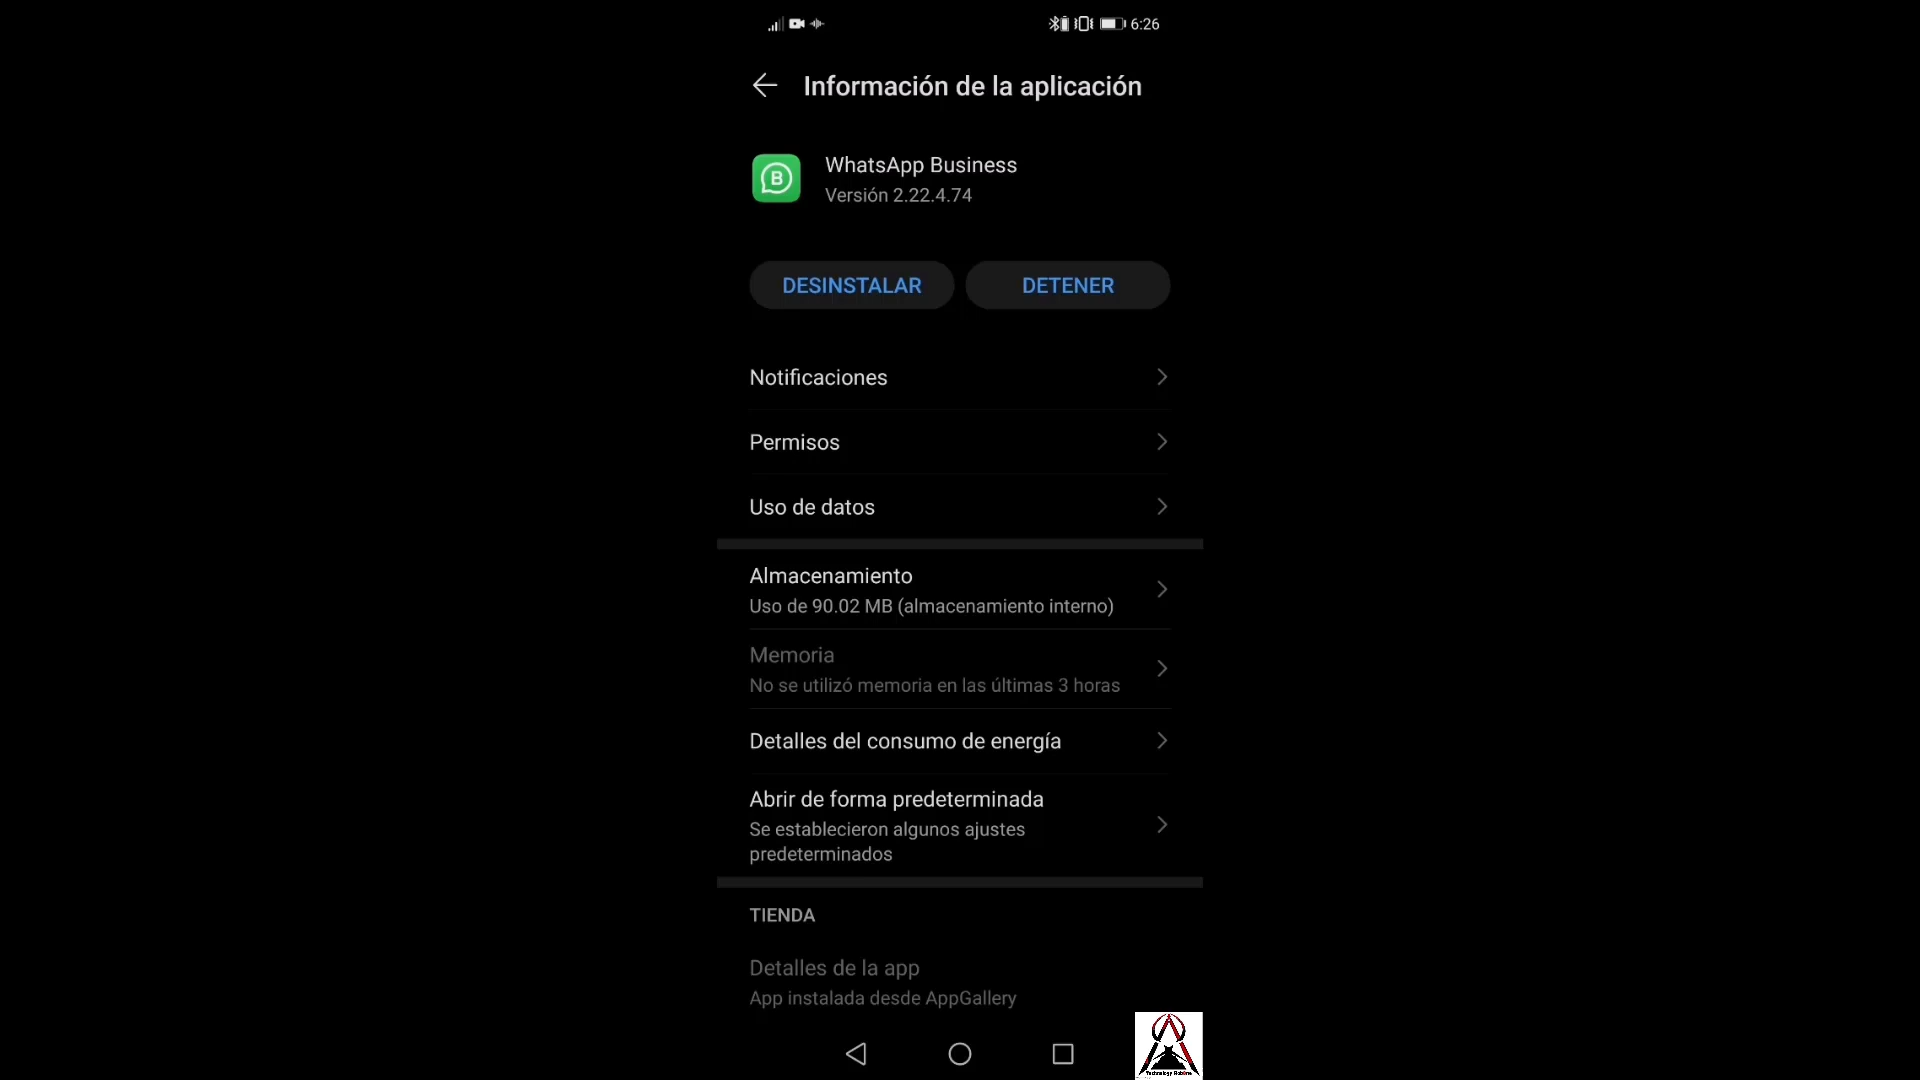 6:26
Información de la aplicación
WhatsApp Business
Versión 2.22.4.74
DESINSTALAR
DETENER
Notificaciones
Permisos
Uso de datos
Almacenamiento
Uso de 90.02 MB (almacenamiento interno)
Memoria
No se utilizó memoria en las últimas 3 horas
Detalles del consumo de energía
Abrir de forma predeterminada
Se establecieron algunos ajustes
predeterminados
TIENDA
Detalles de la app
App instalada desde AppGallery